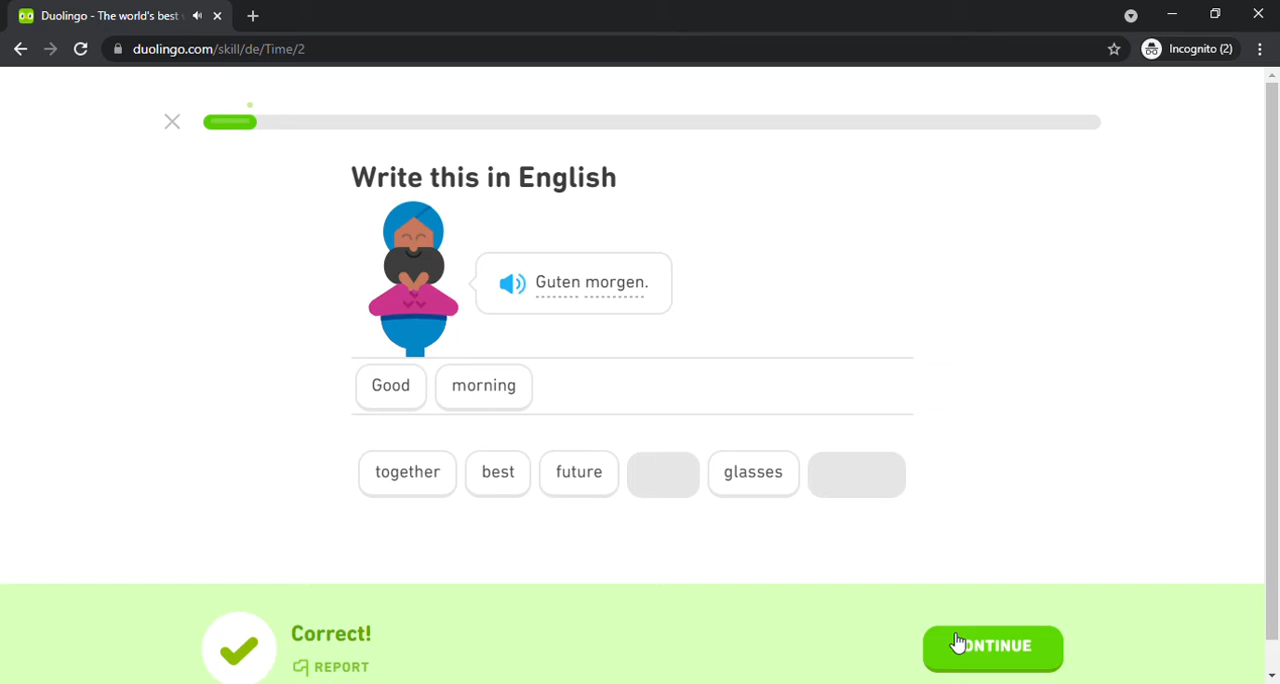 Duolingo - The world's best
duolingo.com/skill/de/Time/2
Incognito (2)
Write this in English
Guten morgen.
Good morning
together best future glasses
Correct!
REPORT
CONTINUE